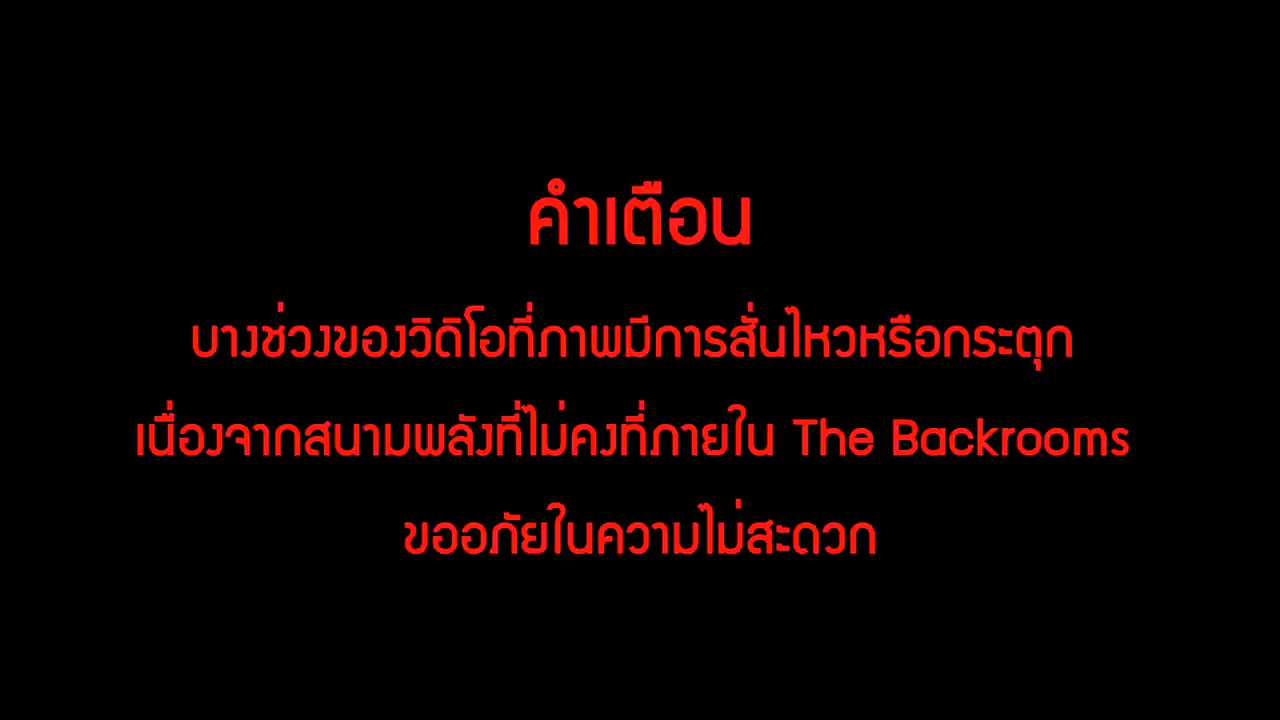 คำเตือน
บางช่วงของวิดิโอที่ภาพมีการสั่นไหวหรือกระตุก
เนื่องจากสนามพลังที่ไม่คงที่ภายใน The Backrooms
ขออภัยในความไม่สะดวก